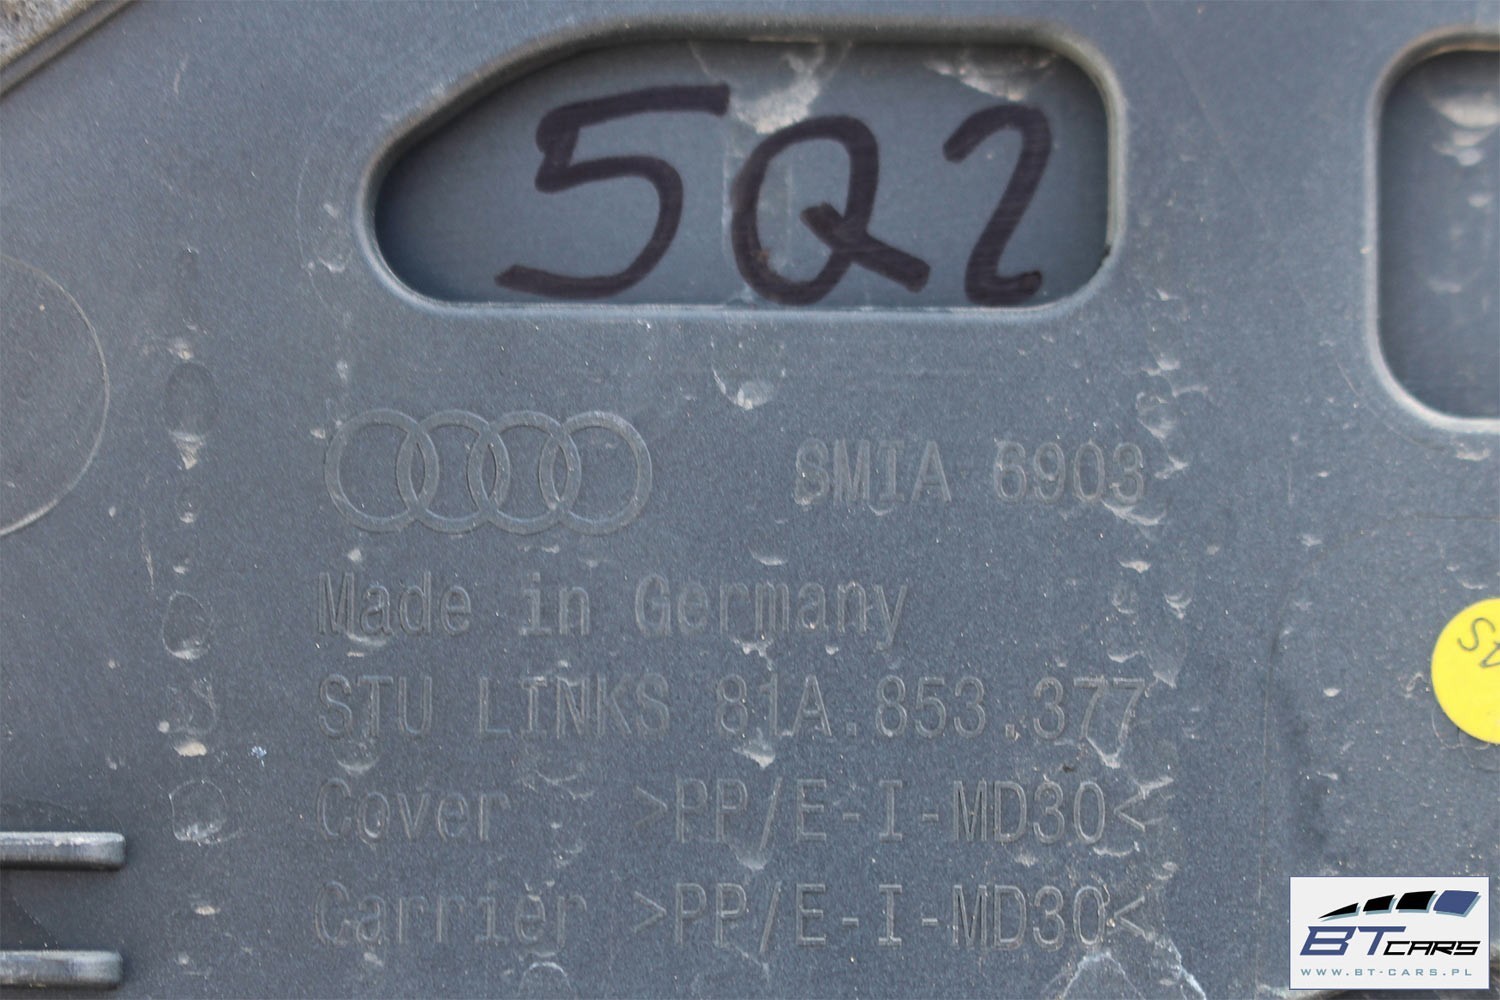 5Q2
SMIA 6903
Made in Germany
STU LINKS 81A.853.377
Cover >PP/E-I-MD30<
Carrier >PP/E-I-MD30<
BT CARS
WWW.BT-CARS.PL